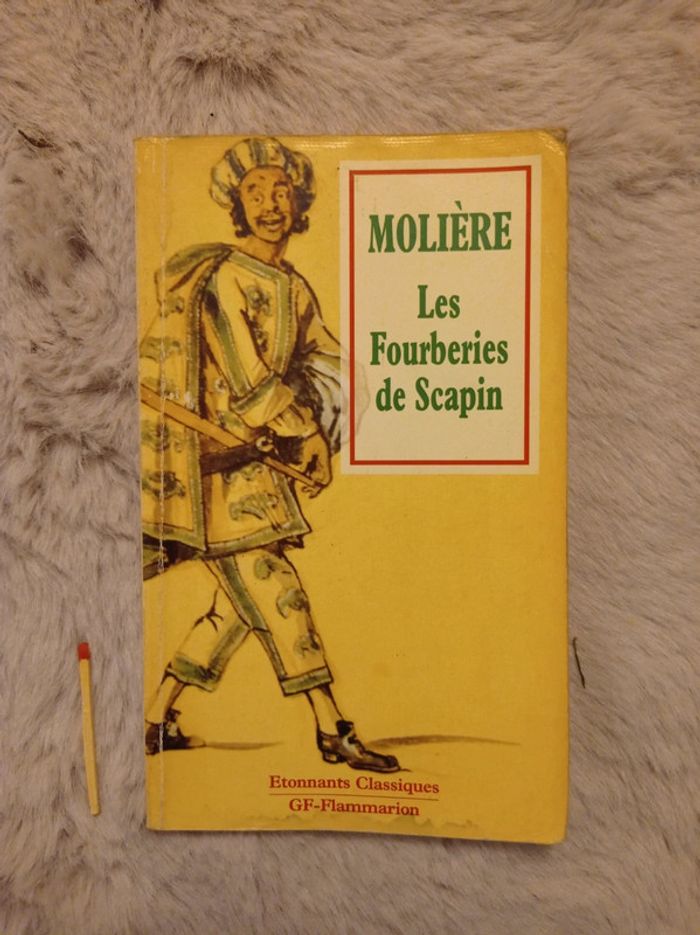 MOLIÈRE
Les
Fourberies
de Scapin
Etonnants Classiques
GF-Flammarion